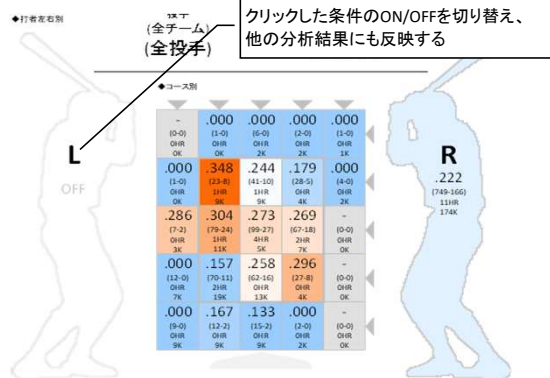 ◆打者左右別
投手
(全チーム)
(全投手)
クリックした条件のON/OFFを切り替え、
他の分析結果にも反映する
◆コース別
L
OFF
R
.222
(749-166)
11HR
174K
- .000 .000 .000 .000
(0-0) (1-0) (6-0) (2-0) (1-0)
0HR 0HR 0HR 0HR 0HR
0K 0K 2K 2K 1K
.000 .348 .244 .179 .000
(1-0) (23-8) (41-10) (28-5) (4-0)
0HR 1HR 1HR 0HR 0HR
0K 9K 9K 4K 2K
.286 .304 .273 .269 -
(7-2) (79-24) (99-27) (67-18) (0-0)
0HR 1HR 4HR 2HR 0HR
3K 11K 5K 7K 0K
.000 .157 .258 .296 -
(12-0) (70-11) (62-16) (27-8) (0-0)
0HR 2HR 0HR 0HR 0HR
7K 19K 13K 4K 0K
.000 .167 .133 .000 -
(9-0) (12-2) (15-2) (2-0) (0-0)
0HR 0HR 0HR 0HR 0HR
9K 9K 9K 2K 0K